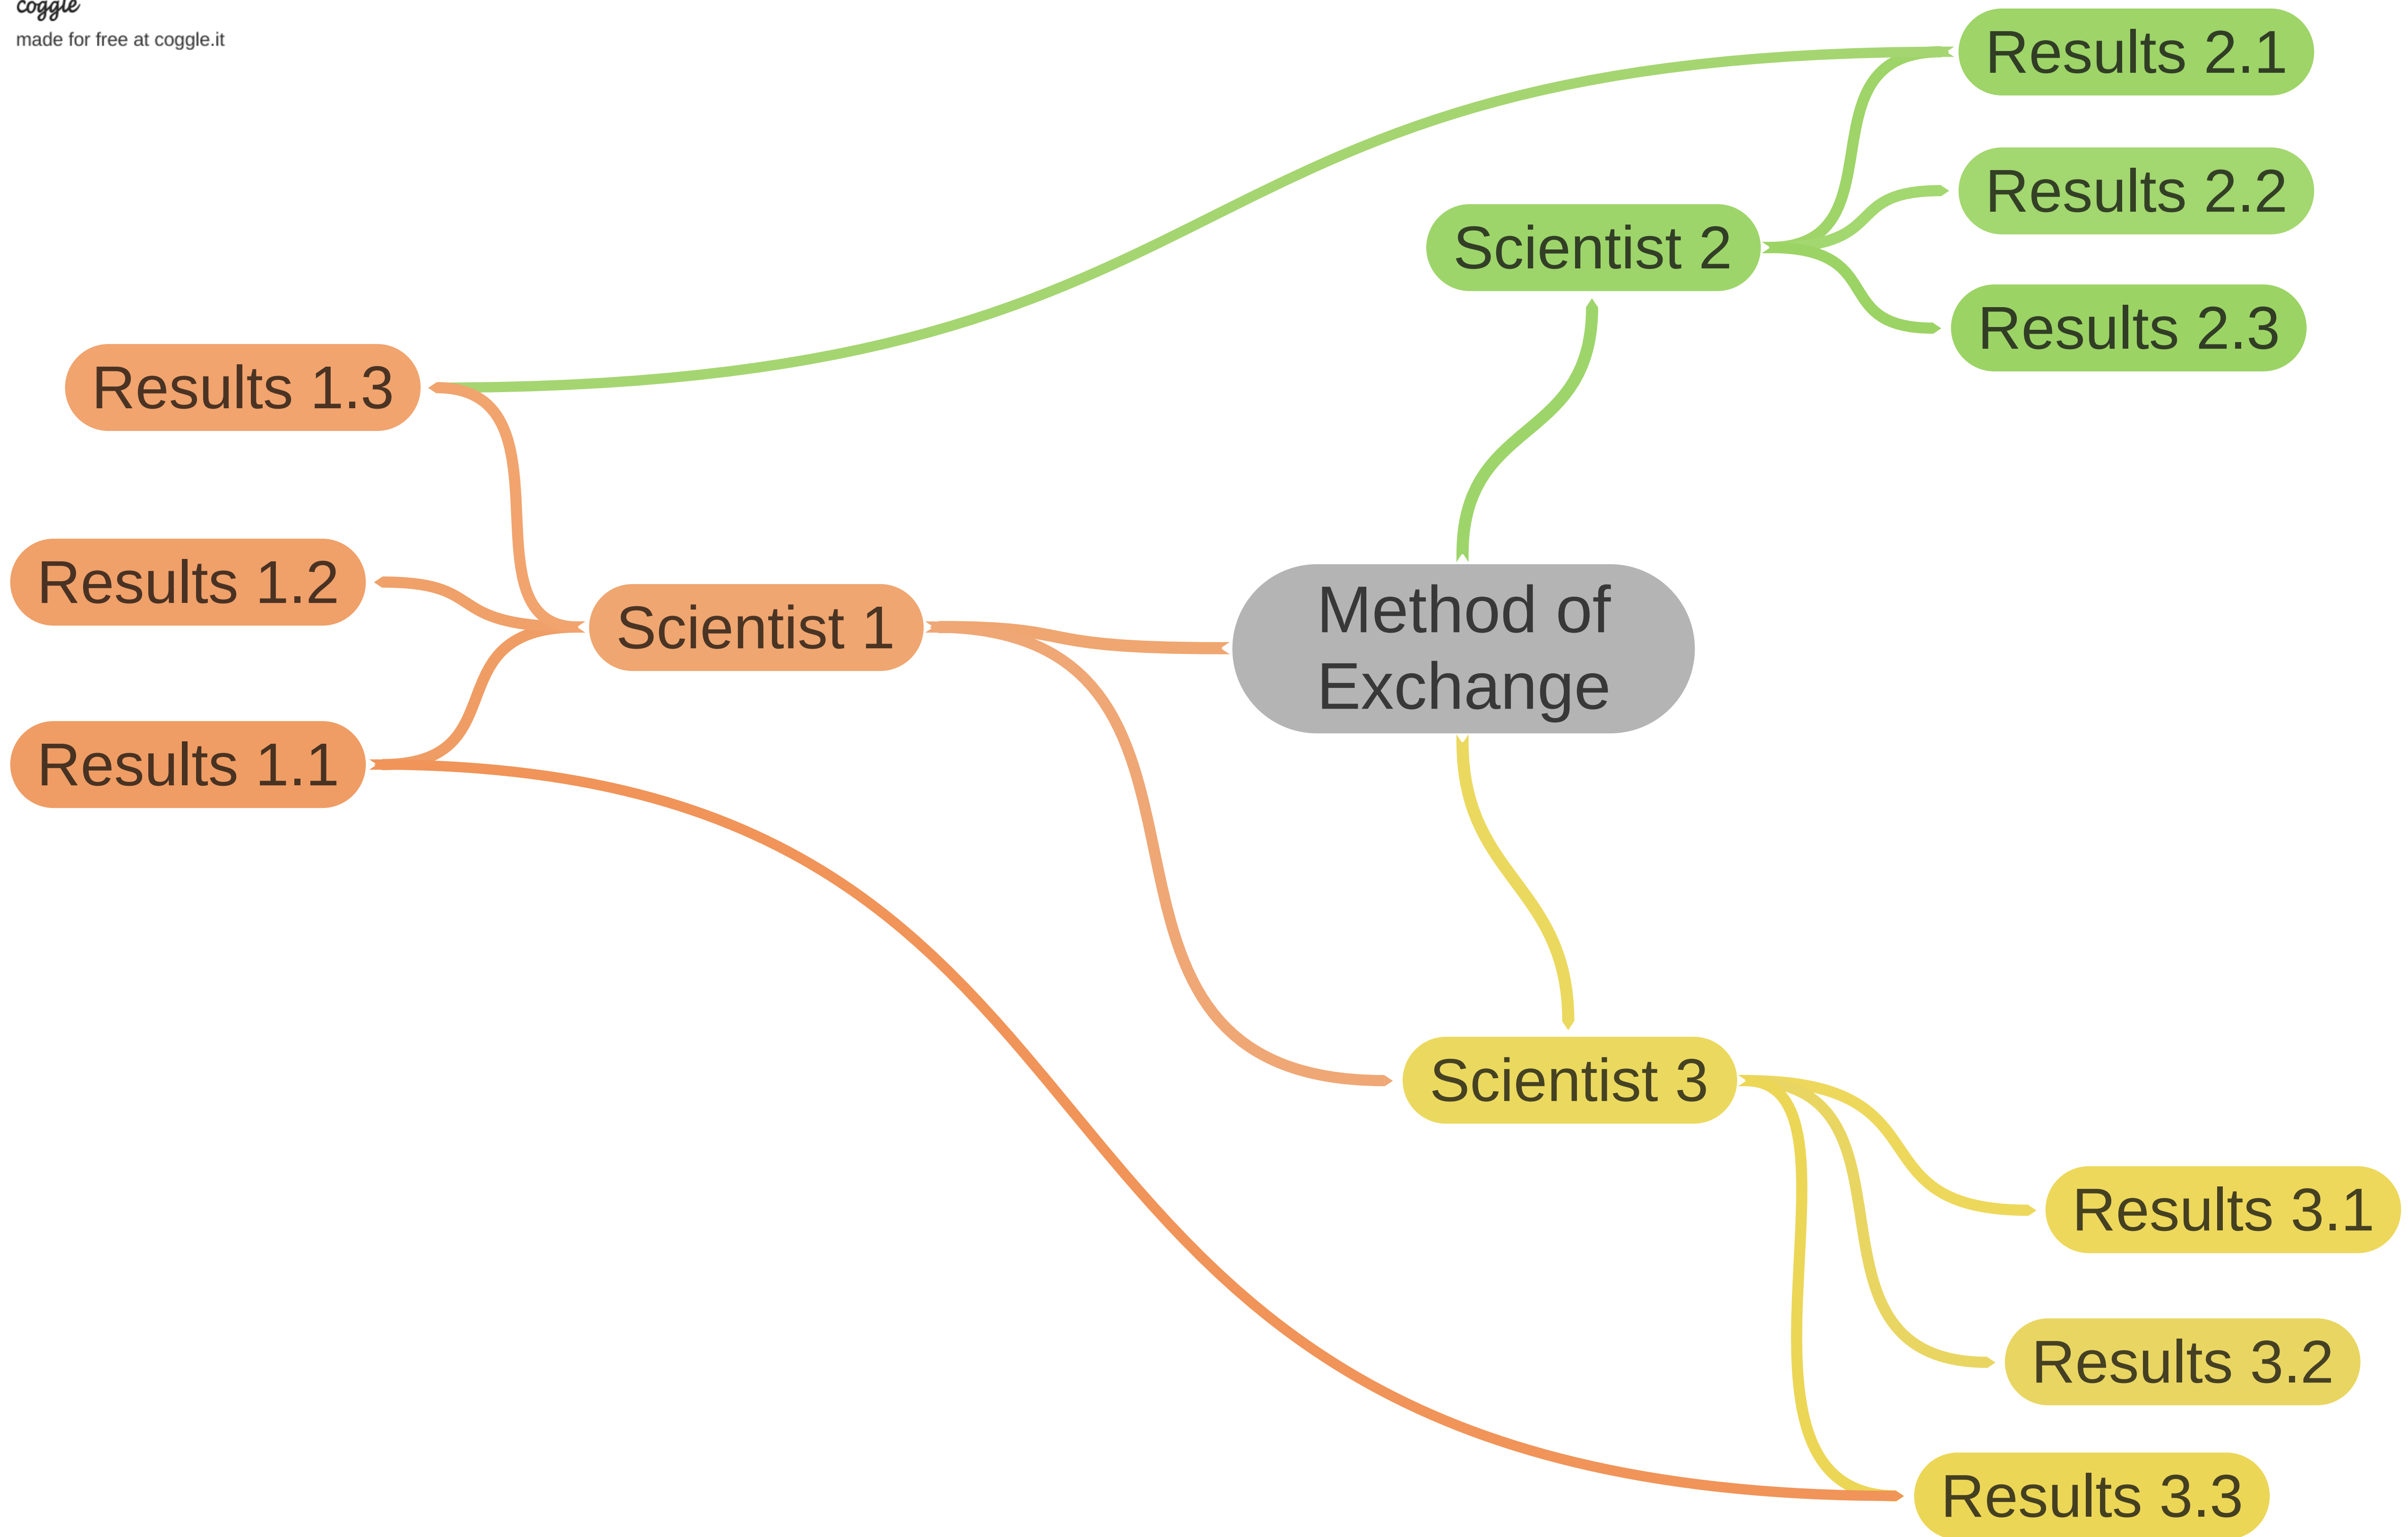 coggle
made for free at coggle.it
Results 2.1
Results 2.2
Scientist 2
Results 2.3
Results 1.3
Results 1.2
Scientist 1
Method of
Exchange
Results 1.1
Scientist 3
Results 3.1
Results 3.2
Results 3.3